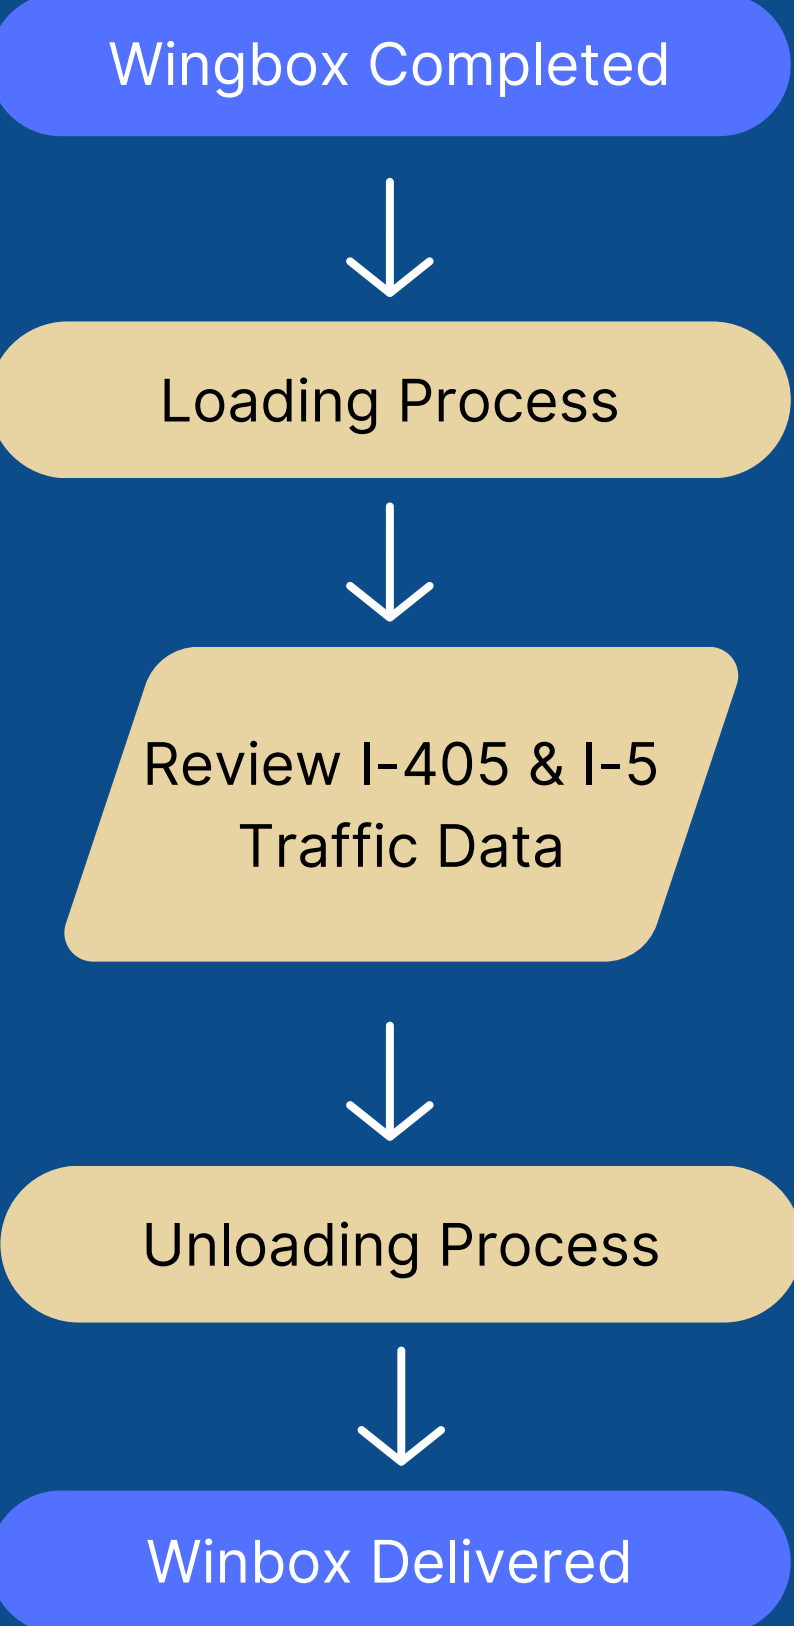 Wingbox Completed
Loading Process
Review I-405 & I-5
Traffic Data
Unloading Process
Winbox Delivered